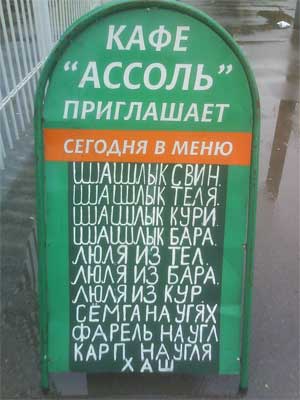 КАФЕ
"АССОЛЬ"
ПРИГЛАШАЕТ
СЕГОДНЯ В МЕНЮ
ШАШЛЫК СВИН.
ШАШЛЫК ТЕЛЯ.
ШАШЛЫК КУРИ.
ШАШЛЫК БАРА.
ЛЮЛЯ ИЗ ТЕЛ.
ЛЮЛЯ ИЗ БАРА.
ЛЮЛЯ ИЗ КУР
СЁМГА НА УГЯХ
ФАРЕЛЬ НА УГЛ
КАРП НА УГЛЯ
ХАШ